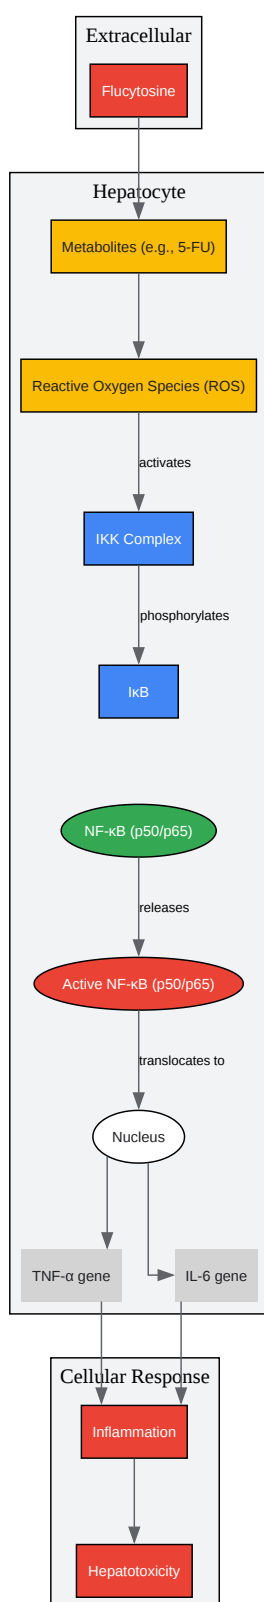 Extracellular
Flucytosine
Hepatocyte
Metabolites (e.g., 5-FU)
Reactive Oxygen Species (ROS)
activates
IKK Complex
phosphorylates
IκB
NF-κB (p50/p65)
releases
Active NF-κB (p50/p65)
translocates to
Nucleus
TNF-α gene
IL-6 gene
Cellular Response
Inflammation
Hepatotoxicity